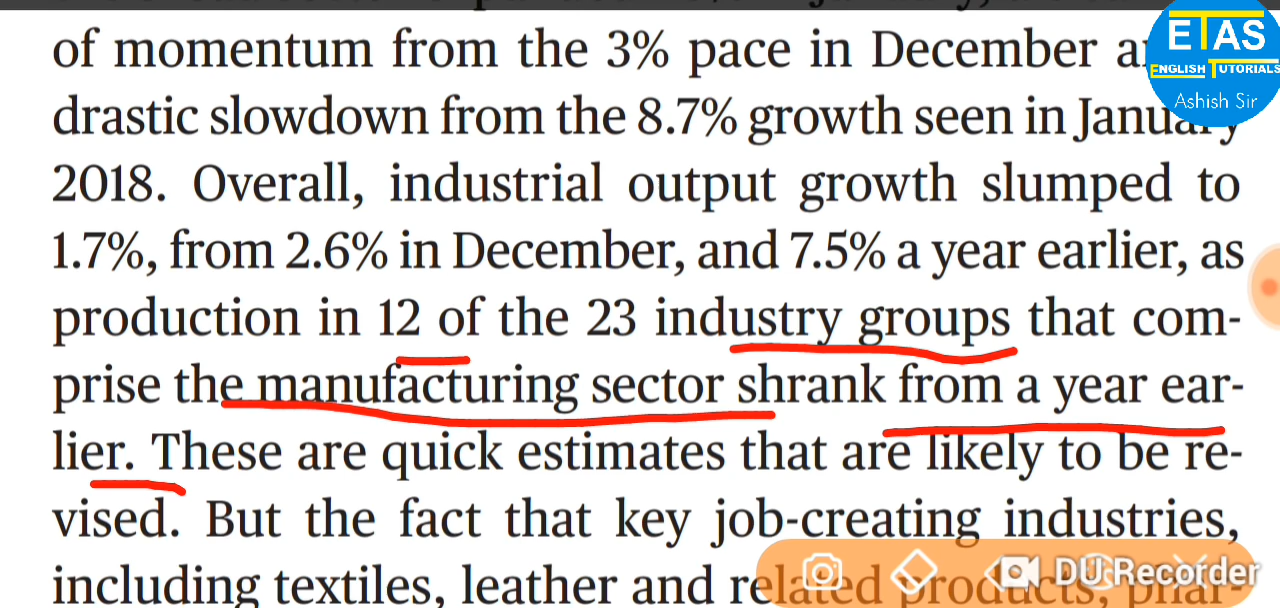 of momentum from the 3% pace in December
drastic slowdown from the 8.7% growth seen in January
2018. Overall, industrial output growth slumped to
1.7%, from 2.6% in December, and 7.5% a year earlier, as
production in 12 of the 23 industry groups that com-
prise the manufacturing sector shrank from a year ear-
lier. These are quick estimates that are likely to be re-
vised. But the fact that key job-creating industries,
including textiles, leather and related products, phar-
ETAS
ENGLISH TUTORIALS
Ashish Sir
DU Recorder